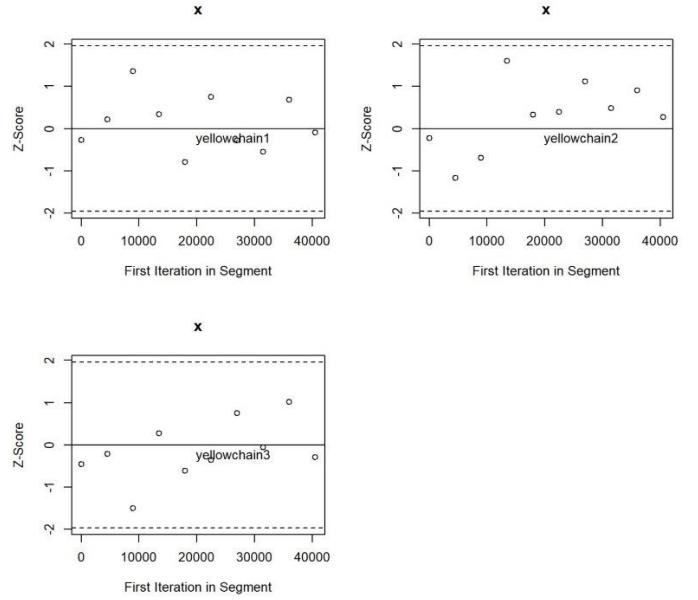 x
Z-Score
2
1
0
-1
-2
yellowchain1
0 10000 20000 30000 40000
First Iteration in Segment
x
Z-Score
2
1
0
-1
-2
yellowchain2
0 10000 20000 30000 40000
First Iteration in Segment
x
Z-Score
2
1
0
-1
-2
yellowchain3
0 10000 20000 30000 40000
First Iteration in Segment